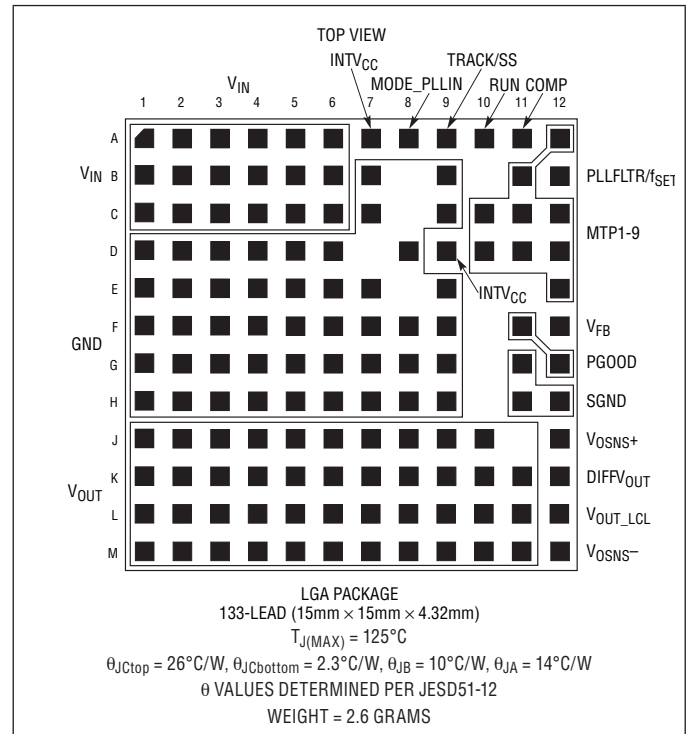 TOP VIEW
INTVCC
TRACK/SS
VIN
MODE_PLLIN
RUN COMP
1 2 3 4 5 6 7 8 9 10 11 12
A
VIN B
PLLFLTR/fSET
C
MTP1-9
D
E
INTVCC
F
VFB
GND
G
PGOOD
H
SGND
J
VOSNS+
K
DIFFVOUT
VOUT
L
VOUT_LCL
M
VOSNS–
LGA PACKAGE
133-LEAD (15mm × 15mm × 4.32mm)
TJ(MAX) = 125°C
θJCtop = 26°C/W, θJCbottom = 2.3°C/W, θJB = 10°C/W, θJA = 14°C/W
θ VALUES DETERMINED PER JESD51-12
WEIGHT = 2.6 GRAMS